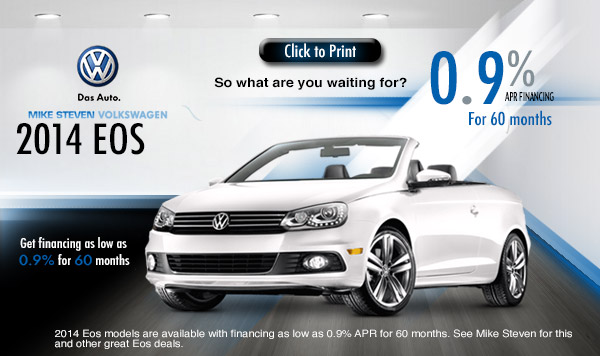 Click to Print
So what are you waiting for?
0.9%
APR FINANCING
For 60 months
Das Auto.
MIKE STEVEN VOLKSWAGEN
2014 EOS
Get financing as low as
0.9% for 60 months
2014 Eos models are available with financing as low as 0.9% APR for 60 months. See Mike Steven for this
and other great Eos deals.